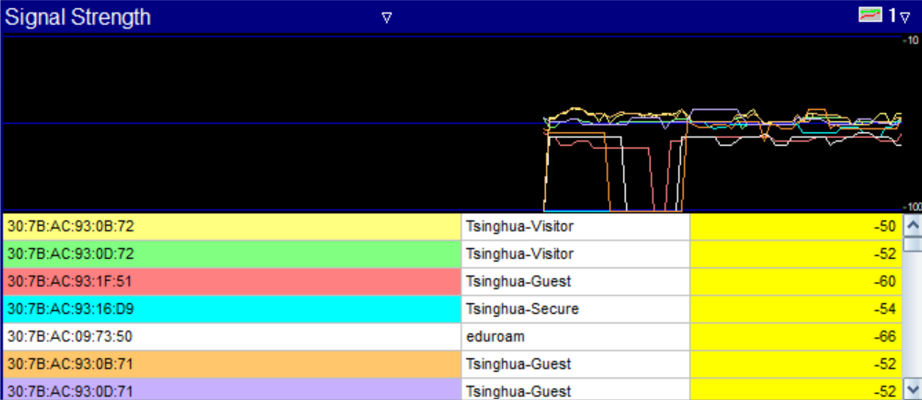 Signal Strength 1
-10
-100
30:7B:AC:93:0B:72 Tsinghua-Visitor -50
30:7B:AC:93:0D:72 Tsinghua-Visitor -52
30:7B:AC:93:1F:51 Tsinghua-Guest -60
30:7B:AC:93:16:D9 Tsinghua-Secure -54
30:7B:AC:09:73:50 eduroam -66
30:7B:AC:93:0B:71 Tsinghua-Guest -52
30:7B:AC:93:0D:71 Tsinghua-Guest -52